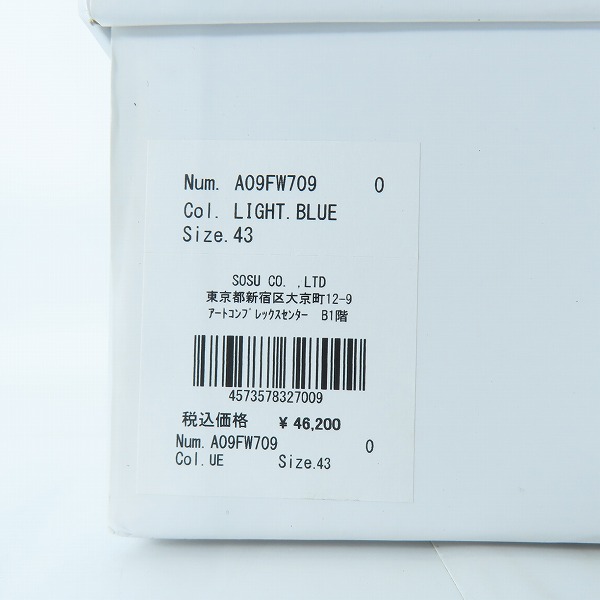 Num. A09FW709 0
Col. LIGHT.BLUE
Size.43
SOSU CO. ,LTD
東京都新宿区大京町12-9
アートコンプレックスセンター B1階
4573578327009
税込価格 ¥ 46,200
Num.A09FW709 0
Col.UE Size.43